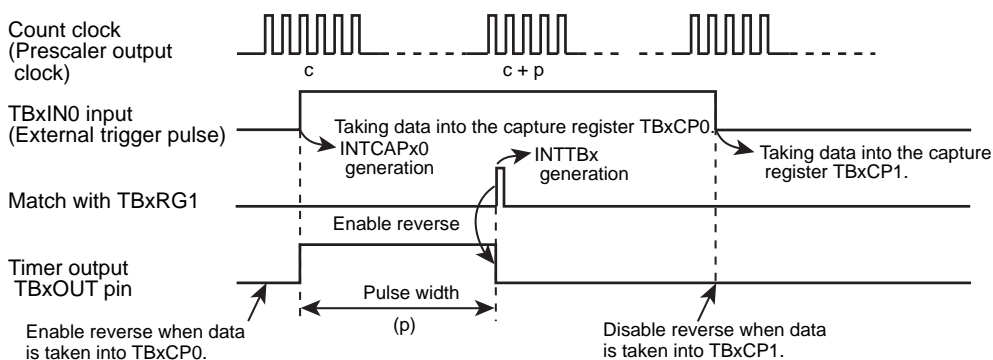 Count clock
(Prescaler output
clock)
c
c + p
TBxIN0 input
(External trigger pulse)
Taking data into the capture register TBxCP0.
INTCAPx0
generation
INTTBx
generation
Taking data into the capture
register TBxCP1.
Match with TBxRG1
Enable reverse
Timer output
TBxOUT pin
Pulse width
(p)
Enable reverse when data
is taken into TBxCP0.
Disable reverse when data
is taken into TBxCP1.